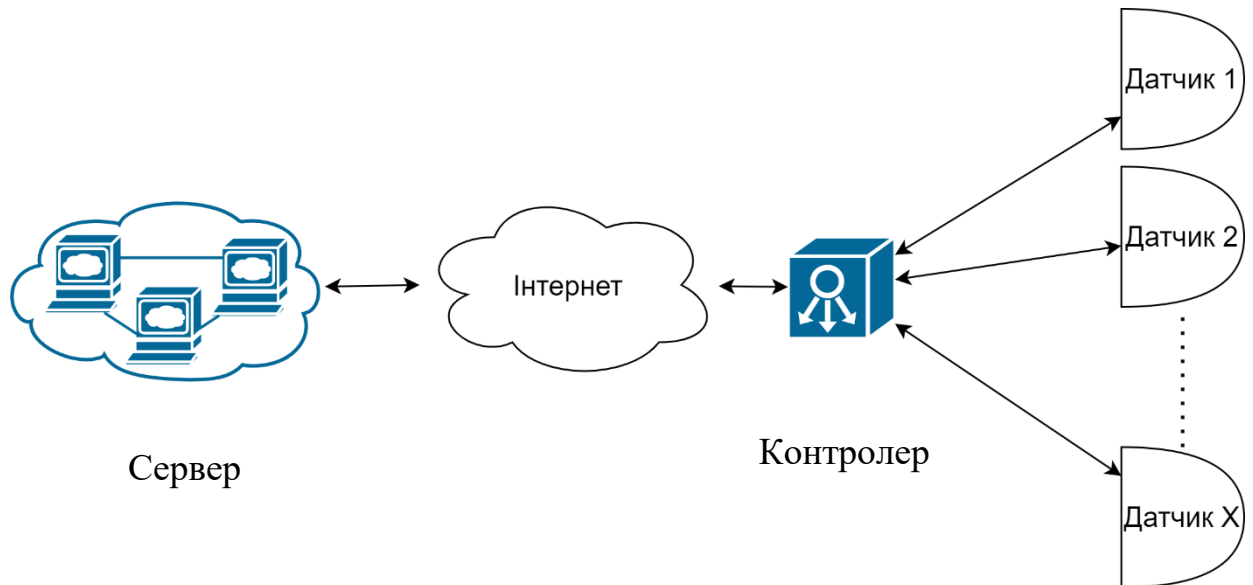 Датчик 1
Датчик 2
Інтернет
Контролер
Сервер
Датчик X